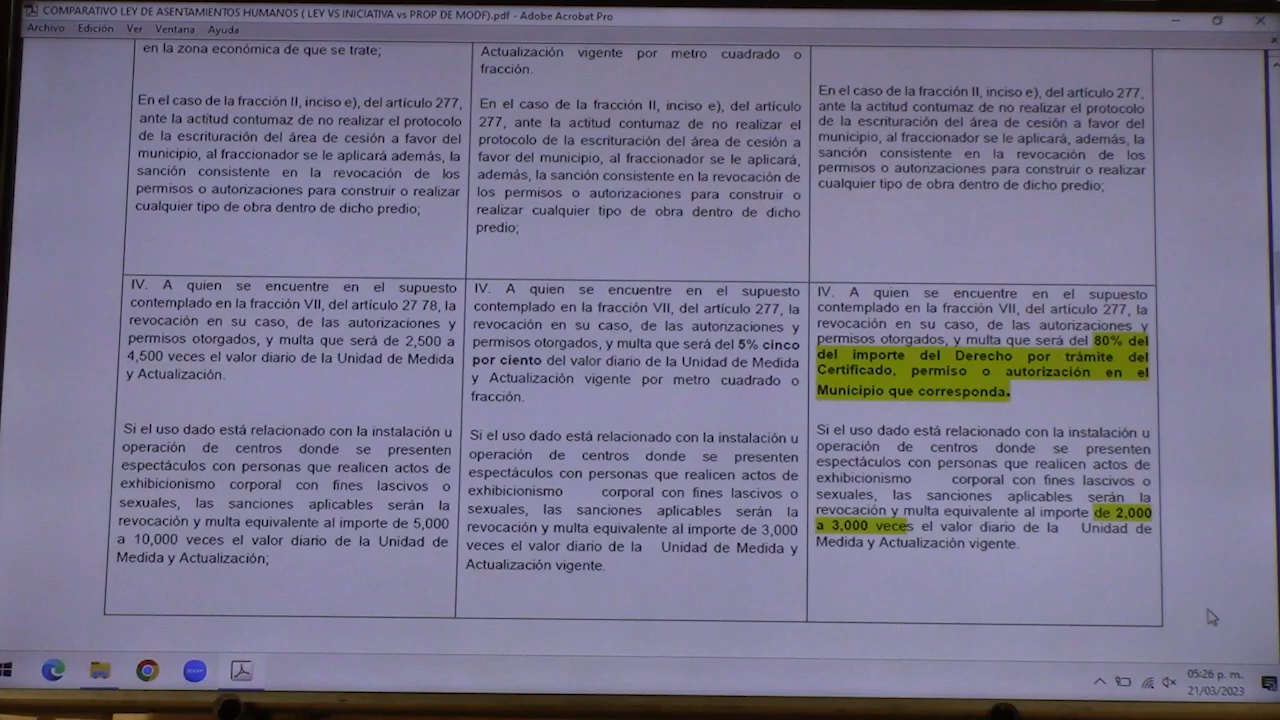 COMPARATIVO LEY DE ASENTAMIENTOS HUMANOS ( LEY VS INICIATIVA vs PROP DE MODF).pdf - Adobe Acrobat Pro
Archivo Edición Ver Ventana Ayuda
en la zona económica de que se trate;
En el caso de la fracción II, inciso e), del artículo 277,
ante la actitud contumaz de no realizar el protocolo
de la escrituración del área de cesión a favor del
municipio, al fraccionador se le aplicará además, la
sanción consistente en la revocación de los
permisos o autorizaciones para construir o realizar
cualquier tipo de obra dentro de dicho predio;
Actualización vigente por metro cuadrado o
fracción.
En el caso de la fracción II, inciso e), del artículo
277, ante la actitud contumaz de no realizar el
protocolo de la escrituración del área de cesión a
favor del municipio, al fraccionador se le aplicará,
además, la sanción consistente en la revocación de
los permisos o autorizaciones para construir o
realizar cualquier tipo de obra dentro de dicho
predio;
En el caso de la fracción II, inciso e), del artículo 277,
ante la actitud contumaz de no realizar el protocolo
de la escrituración del área de cesión a favor del
municipio, al fraccionador se le aplicará, además, la
sanción consistente en la revocación de los
permisos o autorizaciones para construir o realizar
cualquier tipo de obra dentro de dicho predio;
IV. A quien se encuentre en el supuesto
contemplado en la fracción VII, del artículo 27 78, la
revocación en su caso, de las autorizaciones y
permisos otorgados, y multa que será de 2,500 a
4,500 veces el valor diario de la Unidad de Medida
y Actualización.
Si el uso dado está relacionado con la instalación u
operación de centros donde se presenten
espectáculos con personas que realicen actos de
exhibicionismo corporal con fines lascivos o
sexuales, las sanciones aplicables serán la
revocación y multa equivalente al importe de 5,000
a 10,000 veces el valor diario de la Unidad de
Medida y Actualización;
IV. A quien se encuentre en el supuesto
contemplado en la fracción VII, del artículo 277, la
revocación en su caso, de las autorizaciones y
permisos otorgados, y multa que será del 5% cinco
por ciento del valor diario de la Unidad de Medida
y Actualización vigente por metro cuadrado o
fracción.
Si el uso dado está relacionado con la instalación u
operación de centros donde se presenten
espectáculos con personas que realicen actos de
exhibicionismo corporal con fines lascivos o
sexuales, las sanciones aplicables serán la
revocación y multa equivalente al importe de 3,000
veces el valor diario de la Unidad de Medida y
Actualización vigente.
IV. A quien se encuentre en el supuesto
contemplado en la fracción VII, del artículo 277, la
revocación en su caso, de las autorizaciones y
permisos otorgados, y multa que será del 80% del
del importe del Derecho por trámite del
Certificado, permiso o autorización en el
Municipio que corresponda.
Si el uso dado está relacionado con la instalación u
operación de centros donde se presenten
espectáculos con personas que realicen actos de
exhibicionismo corporal con fines lascivos o
sexuales, las sanciones aplicables serán la
revocación y multa equivalente al importe de 2,000
a 3,000 veces el valor diario de la Unidad de
Medida y Actualización vigente.
zoom
05:26 p. m.
21/03/2023